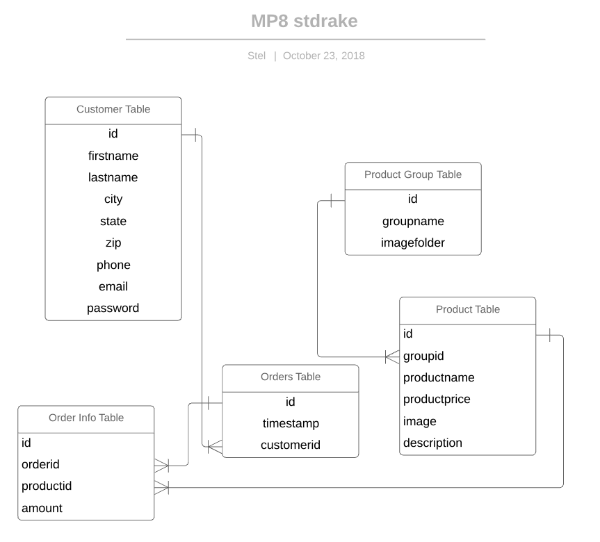 MP8 stdrake
Stel | October 23, 2018
Customer Table
id
firstname
lastname
city
state
zip
phone
email
password
Product Group Table
id
groupname
imagefolder
Product Table
id
groupid
productname
productprice
image
description
Orders Table
id
timestamp
customerid
Order Info Table
id
orderid
productid
amount